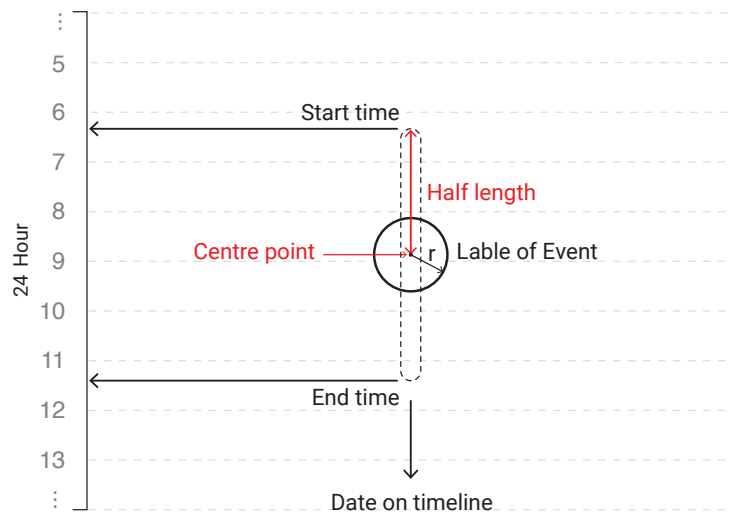 ⋮
5
6
Start time
7
Half length
8
Centre point
r
Lable of Event
9
24 Hour
10
11
End time
12
13
⋮
Date on timeline